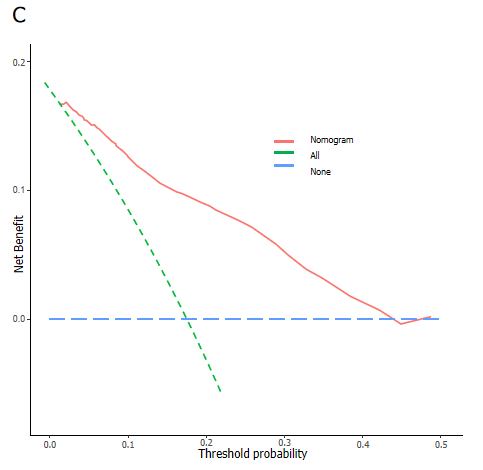 C
0.2
0.1
0.0
Net Benefit
Nomogram
All
None
0.0 0.1 0.2 0.3 0.4 0.5
Threshold probability